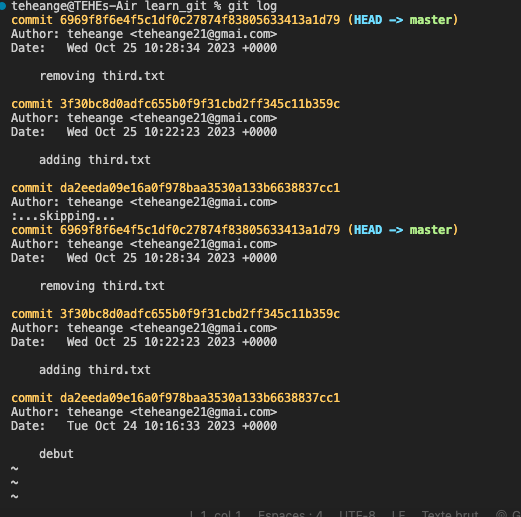 teheange@TEHEs-Air learn_git % git log
commit 6969f8f6e4f5c1df0c27874f83805633413a1d79 (HEAD -> master)
Author: teheange <teheange21@gmai.com>
Date:   Wed Oct 25 10:28:34 2023 +0000
removing third.txt
commit 3f30bc8d0adfc655b0f9f31cbd2ff345c11b359c
Author: teheange <teheange21@gmai.com>
Date:   Wed Oct 25 10:22:23 2023 +0000
adding third.txt
commit da2eeda09e16a0f978baa3530a133b6638837cc1
Author: teheange <teheange21@gmai.com>
:...skipping...
commit 6969f8f6e4f5c1df0c27874f83805633413a1d79 (HEAD -> master)
Author: teheange <teheange21@gmai.com>
Date:   Wed Oct 25 10:28:34 2023 +0000
removing third.txt
commit 3f30bc8d0adfc655b0f9f31cbd2ff345c11b359c
Author: teheange <teheange21@gmai.com>
Date:   Wed Oct 25 10:22:23 2023 +0000
adding third.txt
commit da2eeda09e16a0f978baa3530a133b6638837cc1
Author: teheange <teheange21@gmai.com>
Date:   Tue Oct 24 10:16:33 2023 +0000
debut
~
~
~
L 1, col 1 Espaces : 4 UTF-8 LF Texte brut